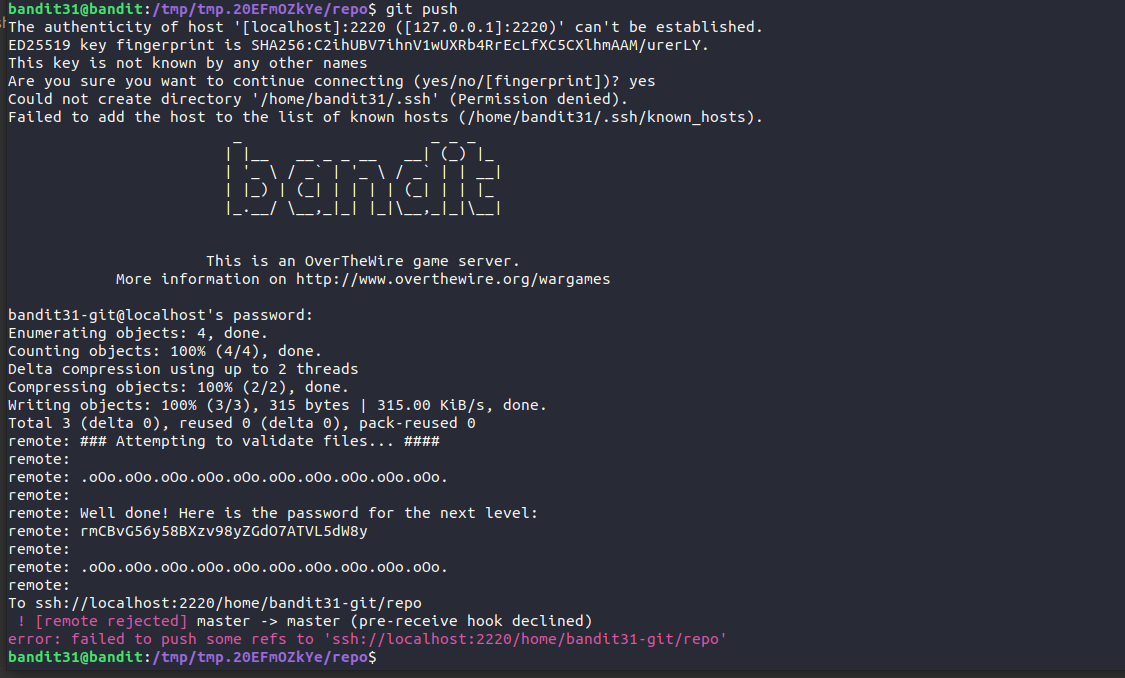 bandit31@bandit:/tmp/tmp.20EFmOZkYe/repo$ git push
The authenticity of host '[localhost]:2220 ([127.0.0.1]:2220)' can't be established.
ED25519 key fingerprint is SHA256:C2ihUBV7ihnV1wUXRb4RrEcLfXC5CXlhmAAM/urerLY.
This key is not known by any other names
Are you sure you want to continue connecting (yes/no/[fingerprint])? yes
Could not create directory '/home/bandit31/.ssh' (Permission denied).
Failed to add the host to the list of known hosts (/home/bandit31/.ssh/known_hosts).
                         _                     _ _ _
                        | |__   __ _ _ __   __| (_) |_
                        | '_ \ / _` | '_ \ / _` | | __|
                        | |_) | (_| | | | | (_| | | |_
                        |_.__/ \__,_|_| |_|\__,_|_|\__|
                      This is an OverTheWire game server.
            More information on http://www.overthewire.org/wargames
bandit31-git@localhost's password:
Enumerating objects: 4, done.
Counting objects: 100% (4/4), done.
Delta compression using up to 2 threads
Compressing objects: 100% (2/2), done.
Writing objects: 100% (3/3), 315 bytes | 315.00 KiB/s, done.
Total 3 (delta 0), reused 0 (delta 0), pack-reused 0
remote: ### Attempting to validate files... ####
remote:
remote: .oOo.oOo.oOo.oOo.oOo.oOo.oOo.oOo.oOo.oOo.
remote:
remote: Well done! Here is the password for the next level:
remote: rmCBvG56y58BXzv98yZGdO7ATVL5dW8y
remote:
remote: .oOo.oOo.oOo.oOo.oOo.oOo.oOo.oOo.oOo.oOo.
remote:
To ssh://localhost:2220/home/bandit31-git/repo
 ! [remote rejected] master -> master (pre-receive hook declined)
error: failed to push some refs to 'ssh://localhost:2220/home/bandit31-git/repo'
bandit31@bandit:/tmp/tmp.20EFmOZkYe/repo$